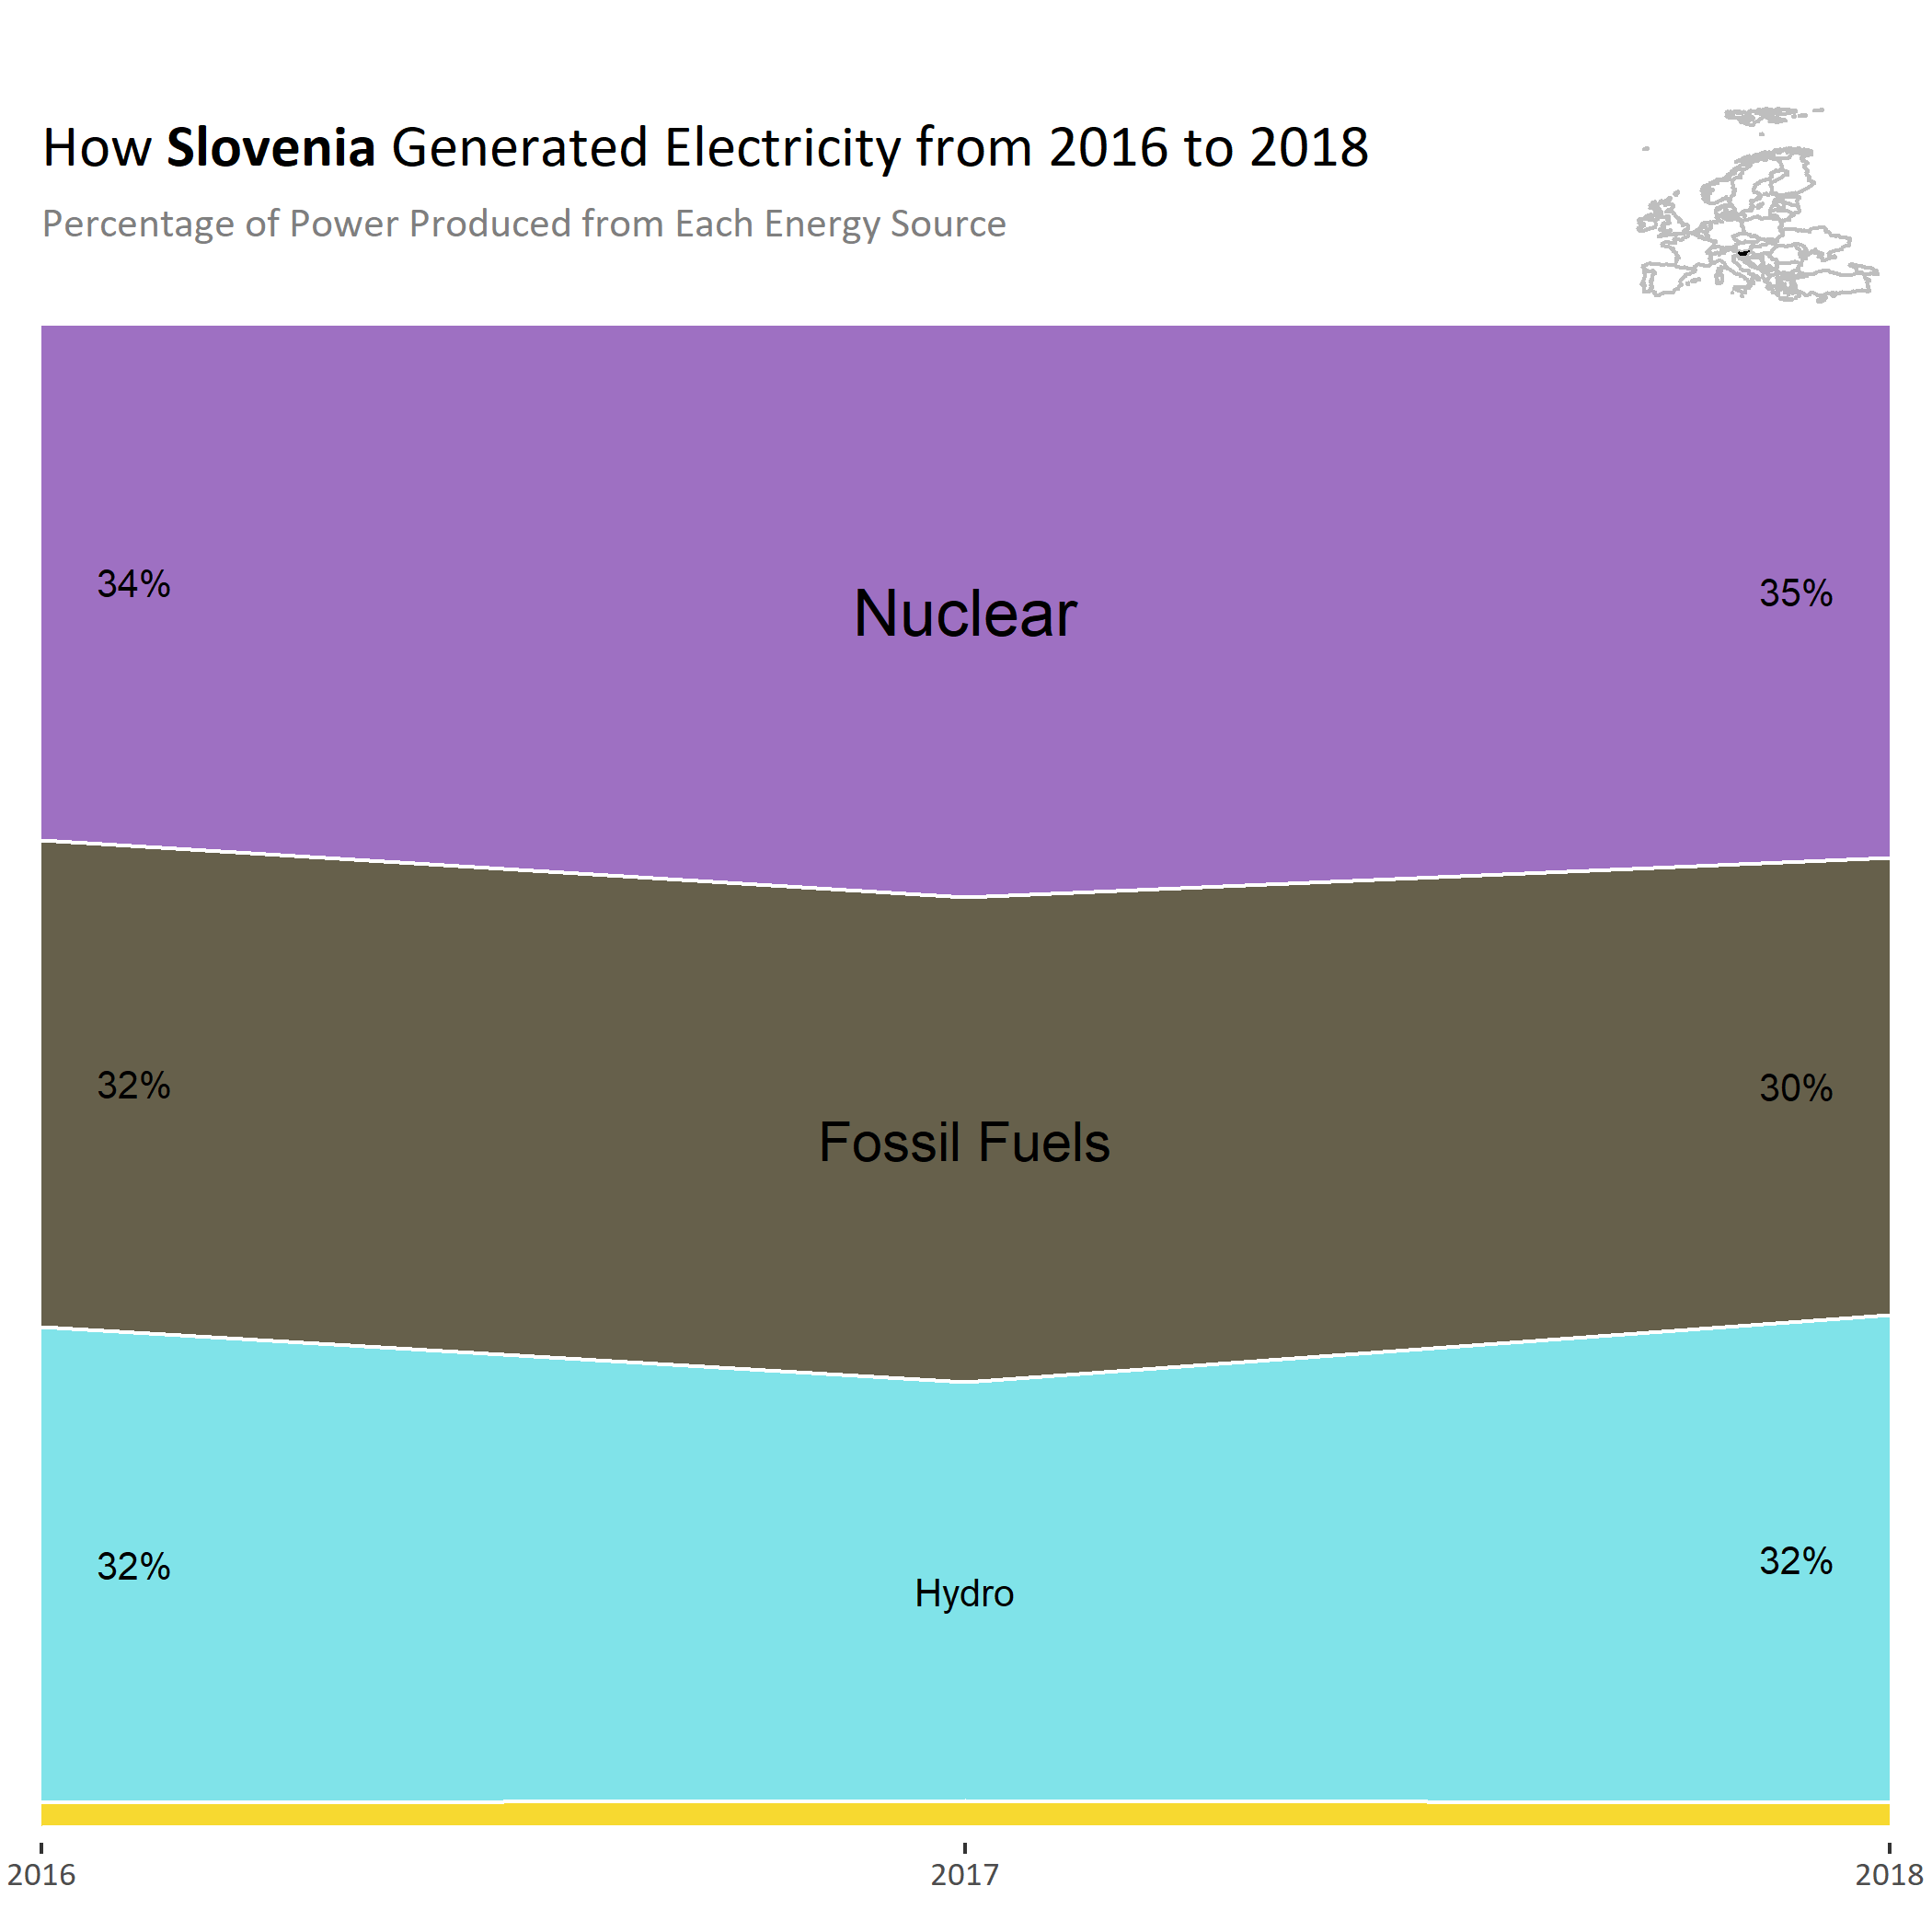 How Slovenia Generated Electricity from 2016 to 2018
Percentage of Power Produced from Each Energy Source
34%
Nuclear
35%
32%
Fossil Fuels
30%
32%
Hydro
32%
2016
2017
2018